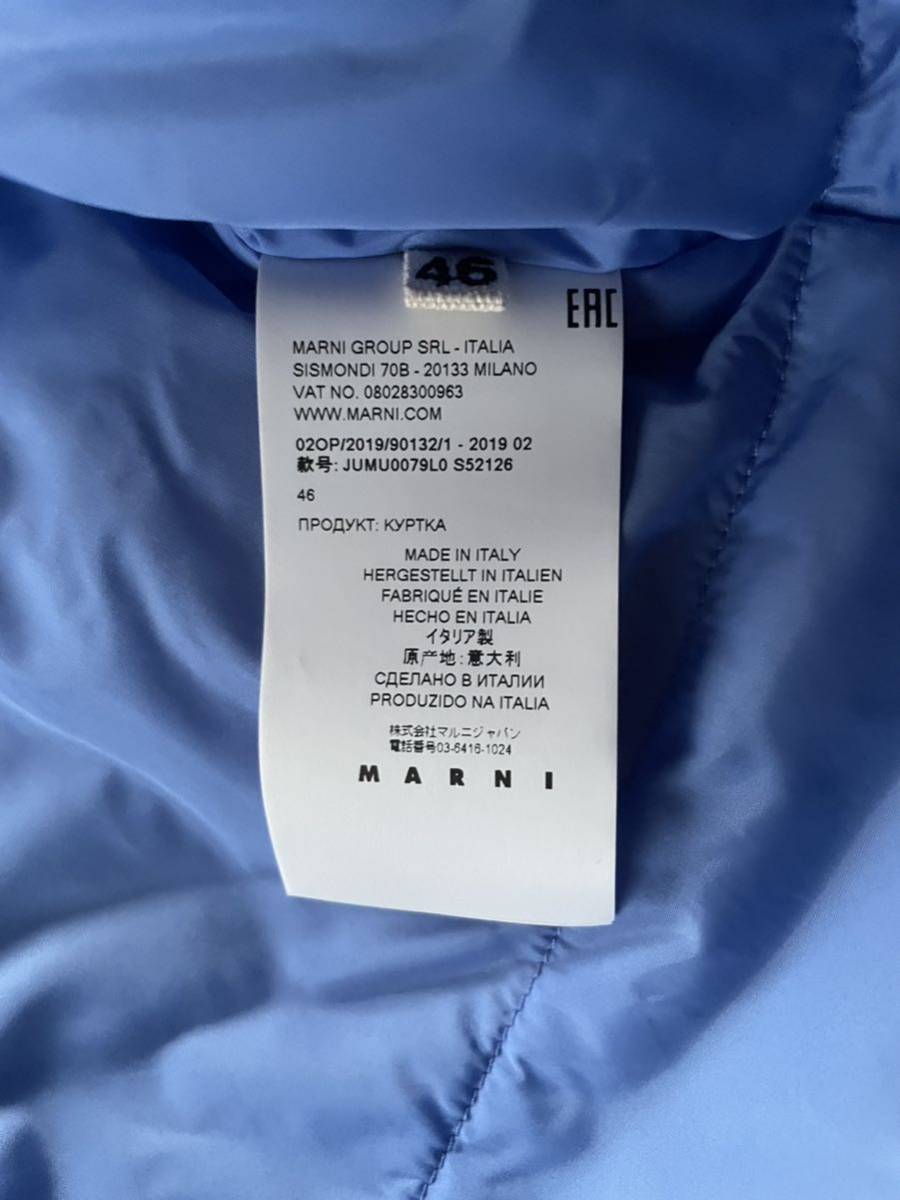 46
EAC
MARNI GROUP SRL - ITALIA
SISMONDI 70B - 20133 MILANO
VAT NO. 08028300963
WWW.MARNI.COM
02OP/2019/90132/1 - 2019 02
款号: JUMU0079L0 S52126
46
ПРОДУКТ: КУРТКА
MADE IN ITALY
HERGESTELLT IN ITALIEN
FABRIQUÉ EN ITALIE
HECHO EN ITALIA
イタリア製
原产地:意大利
СДЕЛАНО В ИТАЛИИ
PRODUZIDO NA ITALIA
株式会社マルニジャパン
電話番号03-6416-1024
MARNI